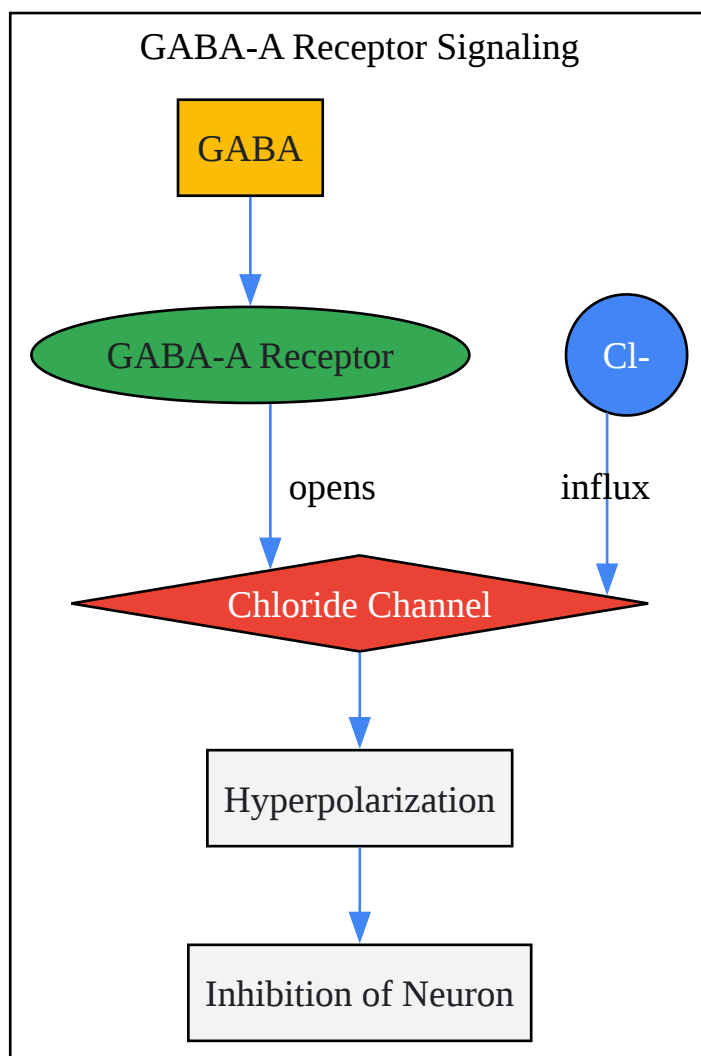 GABA-A Receptor Signaling
GABA
GABA-A Receptor
Cl-
opens
influx
Chloride Channel
Hyperpolarization
Inhibition of Neuron